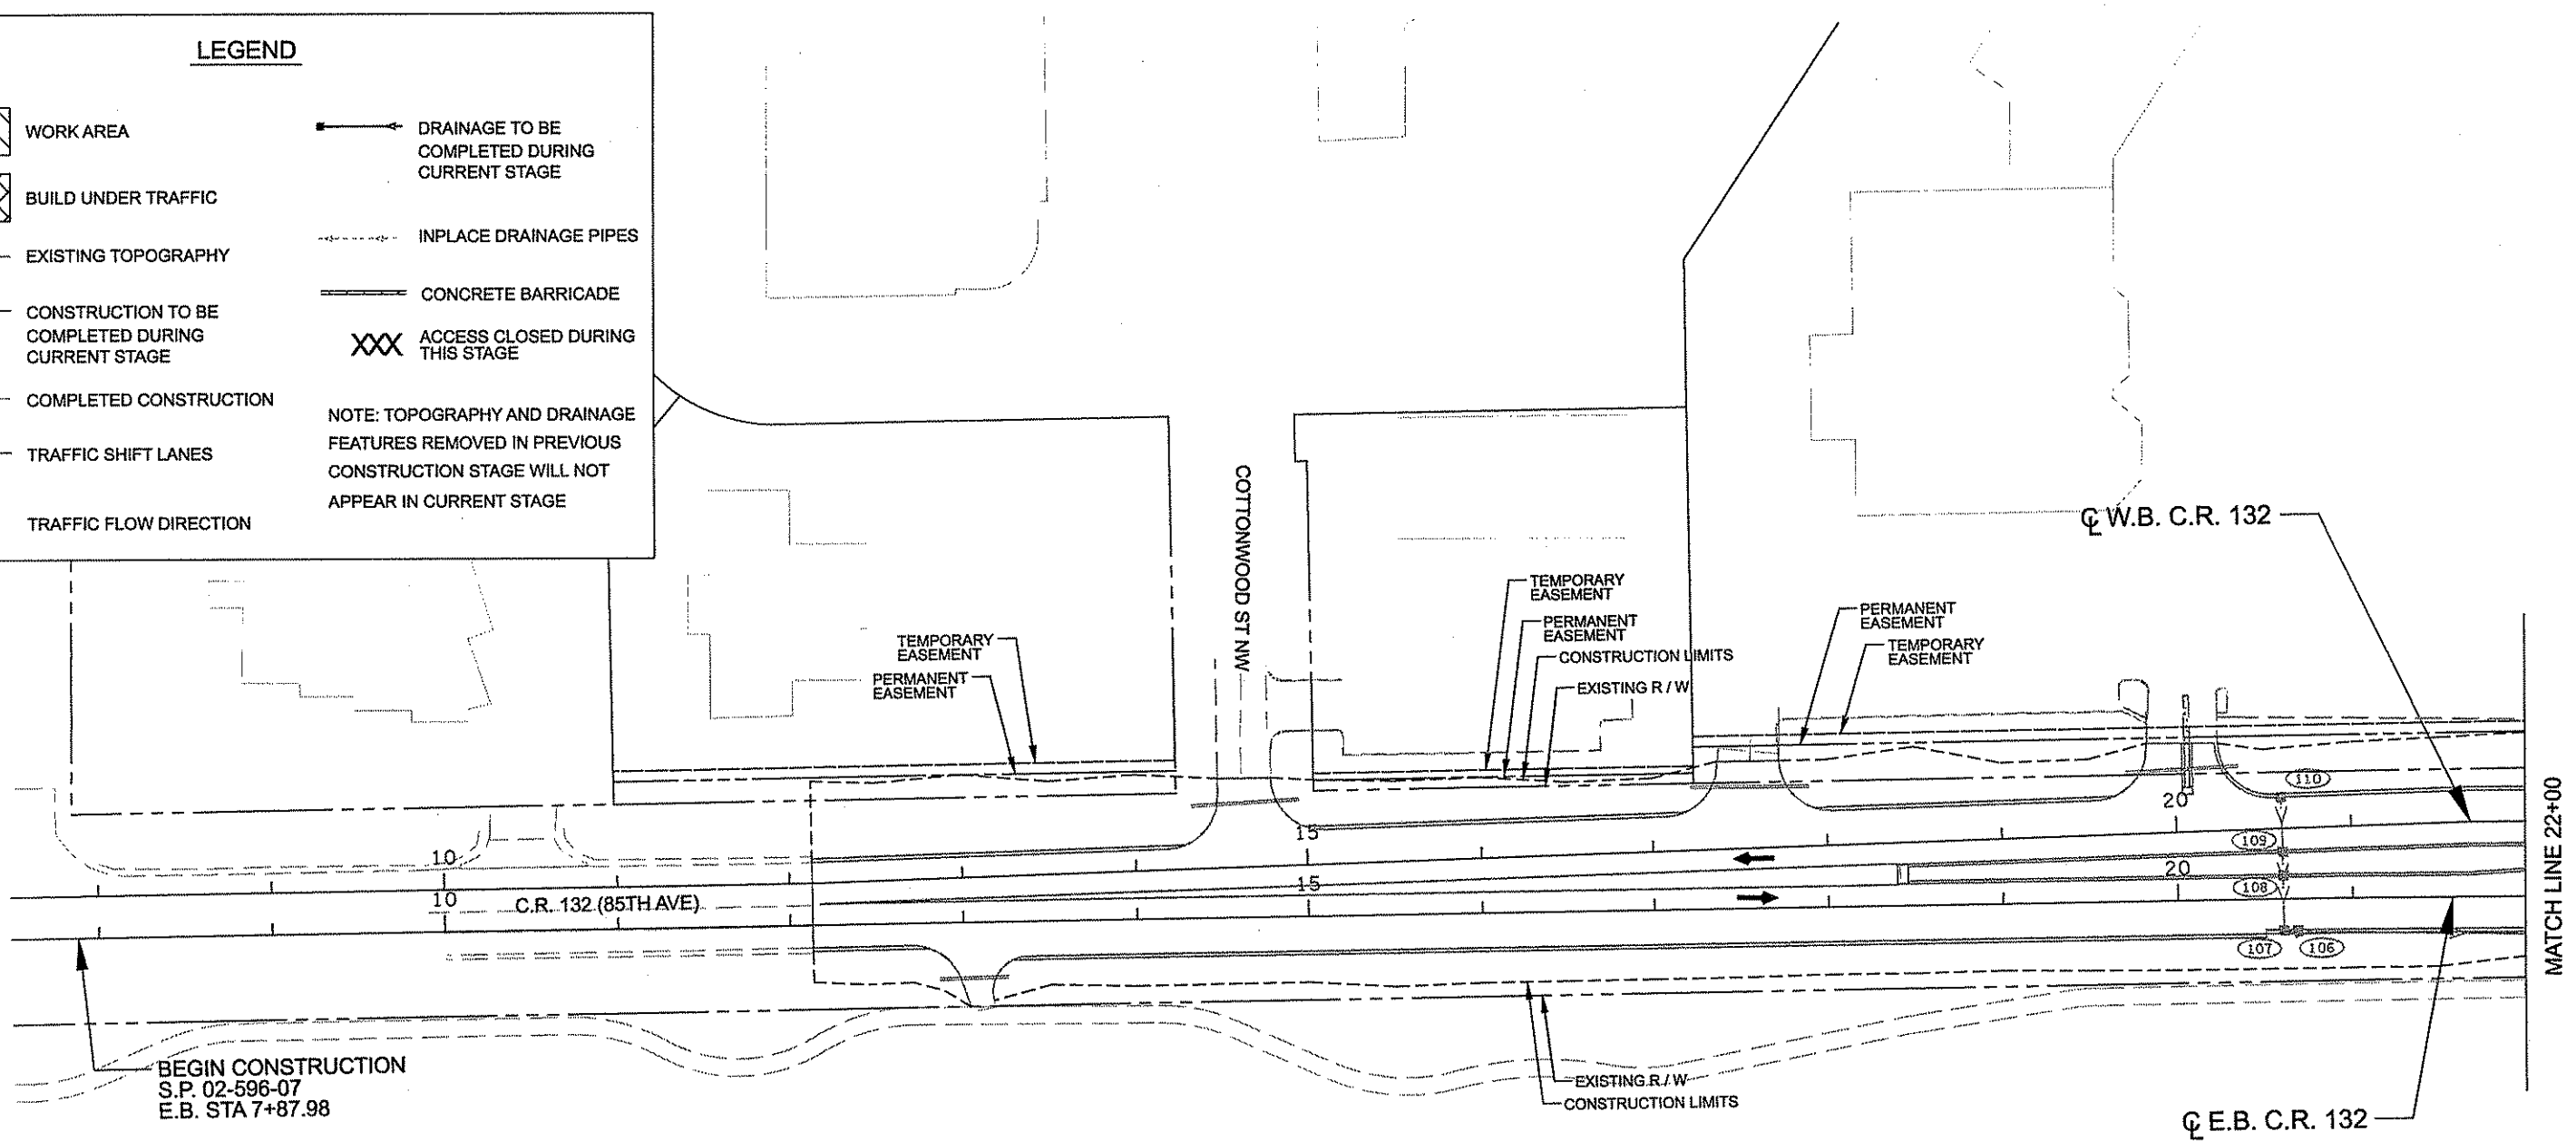 LEGEND
WORK AREA
BUILD UNDER TRAFFIC
EXISTING TOPOGRAPHY
CONSTRUCTION TO BE
COMPLETED DURING
CURRENT STAGE
COMPLETED CONSTRUCTION
TRAFFIC SHIFT LANES
TRAFFIC FLOW DIRECTION
DRAINAGE TO BE
COMPLETED DURING
CURRENT STAGE
INPLACE DRAINAGE PIPES
CONCRETE BARRICADE
XXX ACCESS CLOSED DURING
THIS STAGE
NOTE: TOPOGRAPHY AND DRAINAGE
FEATURES REMOVED IN PREVIOUS
CONSTRUCTION STAGE WILL NOT
APPEAR IN CURRENT STAGE
COTTONWOOD ST NW
TEMPORARY
EASEMENT
PERMANENT
EASEMENT
TEMPORARY
EASEMENT
PERMANENT
EASEMENT
CONSTRUCTION LIMITS
EXISTING R / W
PERMANENT
EASEMENT
TEMPORARY
EASEMENT
℄ W.B. C.R. 132
110
20
15
109
10
20
15
108
10
C.R. 132 (85TH AVE)
107
106
MATCH LINE 22+00
BEGIN CONSTRUCTION
S.P. 02-596-07
E.B. STA 7+87.98
EXISTING R / W
CONSTRUCTION LIMITS
℄ E.B. C.R. 132